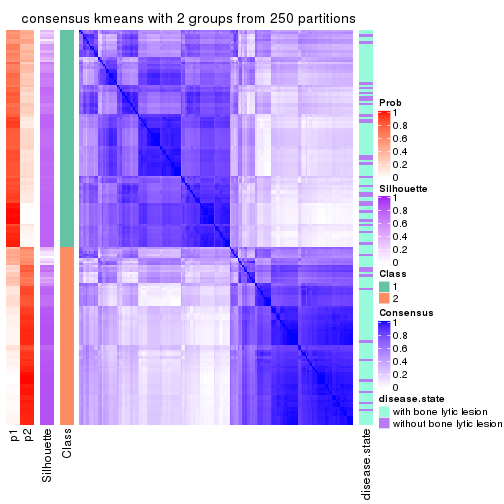 consensus kmeans with 2 groups from 250 partitions
Prob
1
0.8
0.6
0.4
0.2
0
Silhouette
1
0.8
0.6
0.4
0.2
0
Class
1
2
Consensus
1
0.8
0.6
0.4
0.2
0
disease.state
with bone lytic lesion
without bone lytic lesion
p1
p2
Silhouette
Class
disease.state